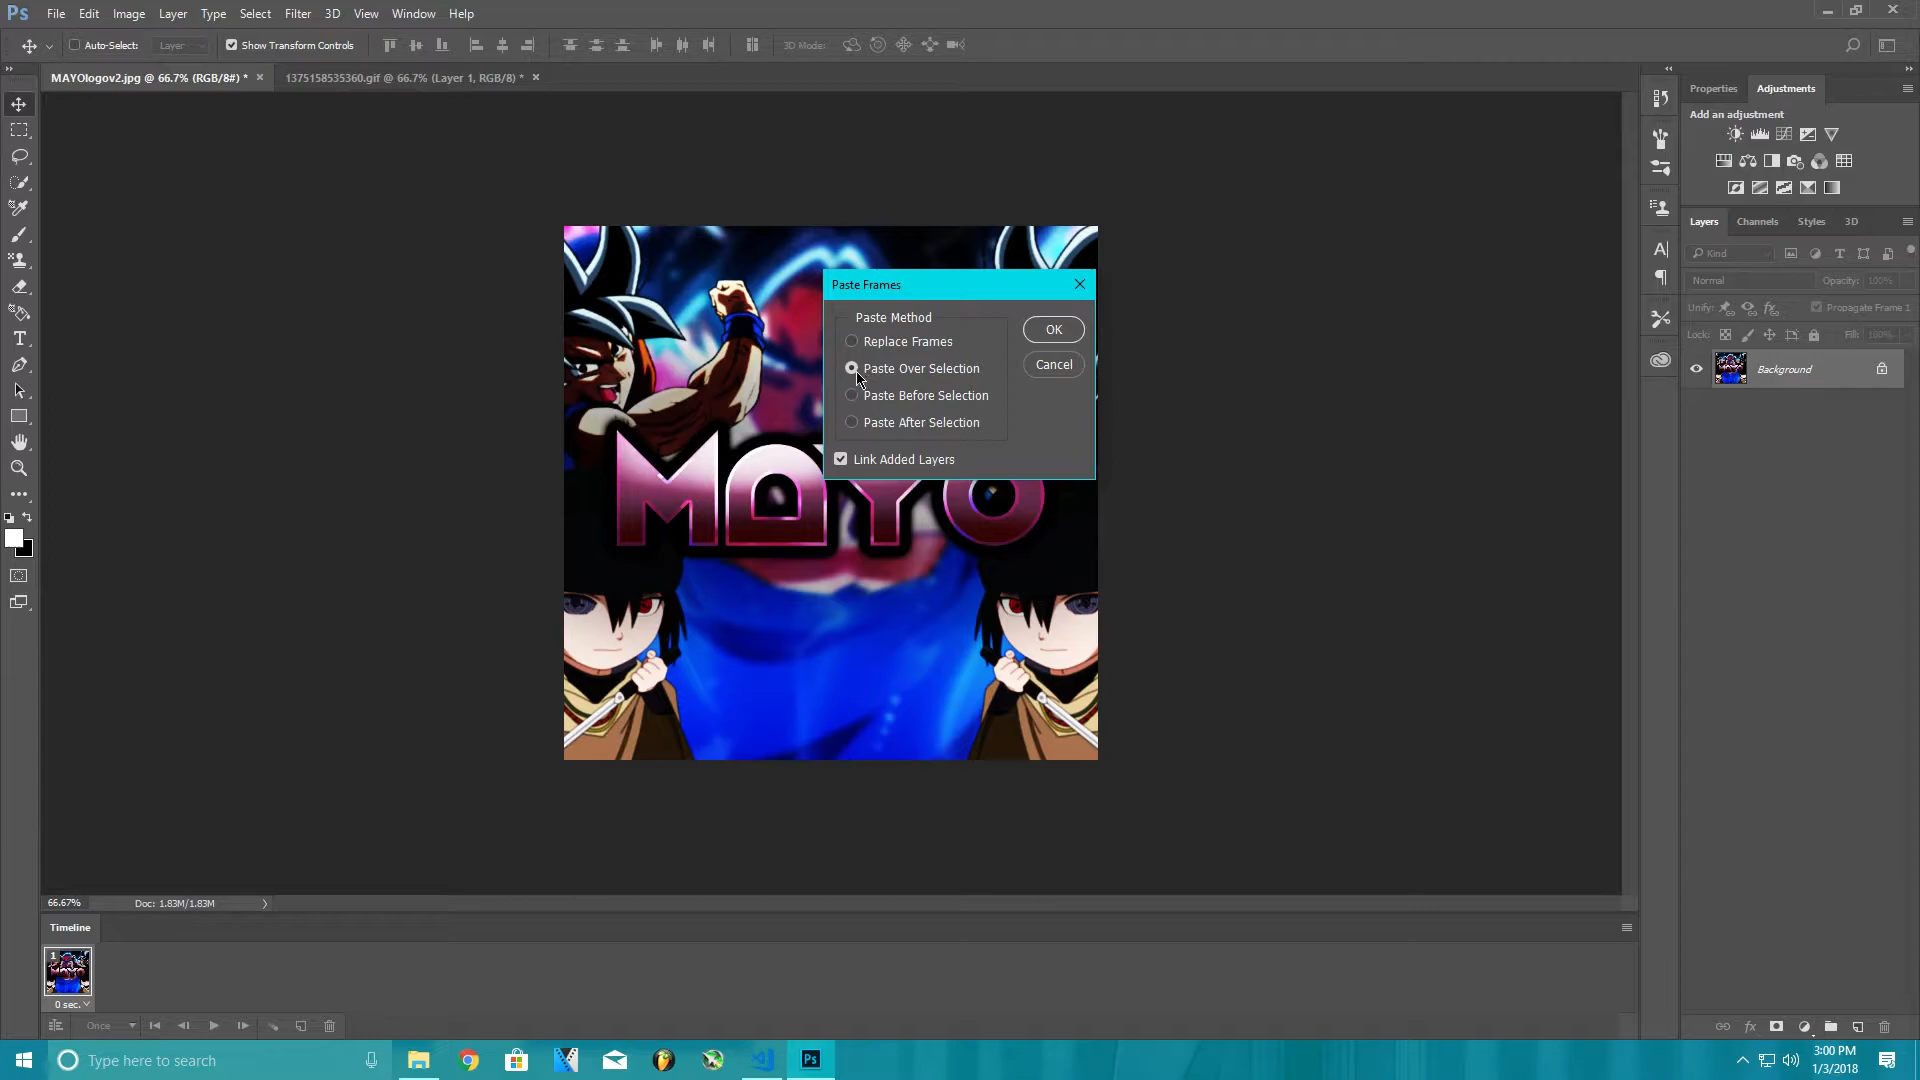 Ps File Edit Image Layer Type Select Filter 3D View Window Help
Auto-Select: Layer Show Transform Controls 3D Mode:
MAYOlogov2.jpg @ 66.7% (RGB/8#) * × 1375158535360.gif @ 66.7% (Layer 1, RGB/8) * ×
Properties Adjustments
Add an adjustment
Layers Channels Styles 3D
Kind
Normal Opacity: 100%
Unify: Propagate Frame 1
Lock: Fill: 100%
Background
Paste Frames
Paste Method
Replace Frames
Paste Over Selection
Paste Before Selection
Paste After Selection
Link Added Layers
OK
Cancel
MAYO
66.67% Doc: 1.83M/1.83M
Timeline
1
0 sec.
Once
fx
Type here to search
Ps
3:00 PM
1/3/2018